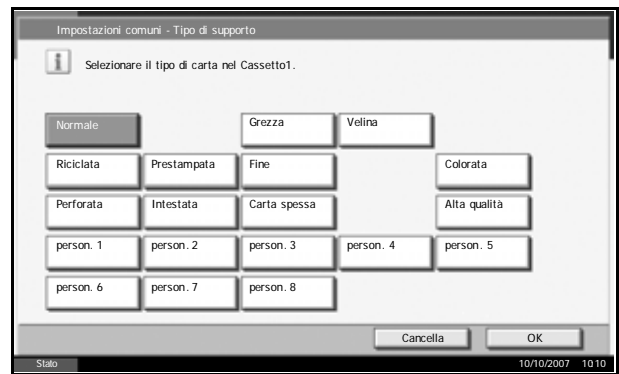 Impostazioni comuni - Tipo di supporto
Selezionare il tipo di carta nel Cassetto1.
Normale Grezza Velina
Riciclata Prestampata Fine Colorata
Perforata Intestata Carta spessa Alta qualità
person. 1 person. 2 person. 3 person. 4 person. 5
person. 6 person. 7 person. 8
Cancella OK
Stato 10/10/2007 10:10